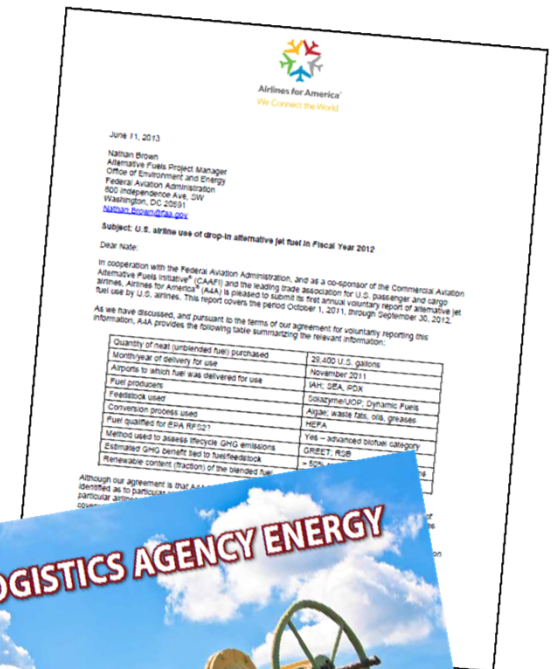 Airlines for America®
We Connect the World
June 11, 2013
Nathan Brown
Alternative Fuels Project Manager
Office of Environment and Energy
Federal Aviation Administration
800 Independence Ave, SW
Washington, DC 20591
Nathan.Brown@faa.gov
Subject: U.S. airline use of drop-in alternative jet fuel in Fiscal Year 2012
Dear Nate:
In cooperation with the Federal Aviation Administration, and as a co-sponsor of the Commercial Aviation
Alternative Fuels Initiative® (CAAFI) and the leading trade association for U.S. passenger and cargo
airlines, Airlines for America® (A4A) is pleased to submit its first annual voluntary report of alternative jet
fuel use by U.S. airlines. This report covers the period October 1, 2011, through September 30, 2012.
As we have discussed, and pursuant to the terms of our agreement for voluntarily reporting this
information, A4A provides the following table summarizing the relevant information:
Quantity of neat (unblended fuel) purchased 29,400 U.S. gallons
Month/year of delivery for use November 2011
Airports to which fuel was delivered for use IAH; SEA, PDX
Fuel producers Solazyme/UOP; Dynamic Fuels
Feedstock used Algae; waste fats, oils, greases
Conversion process used HEFA
Fuel qualified for EPA RFS2? Yes – advanced biofuel category
Method used to assess lifecycle GHG emissions GREET; RSB
Estimated GHG benefit tied to fuel/feedstock > 50%
Renewable content (fraction) of the blended fuel
Although our agreement is that
identified as to particular
particular
LOGISTICS AGENCY ENERGY